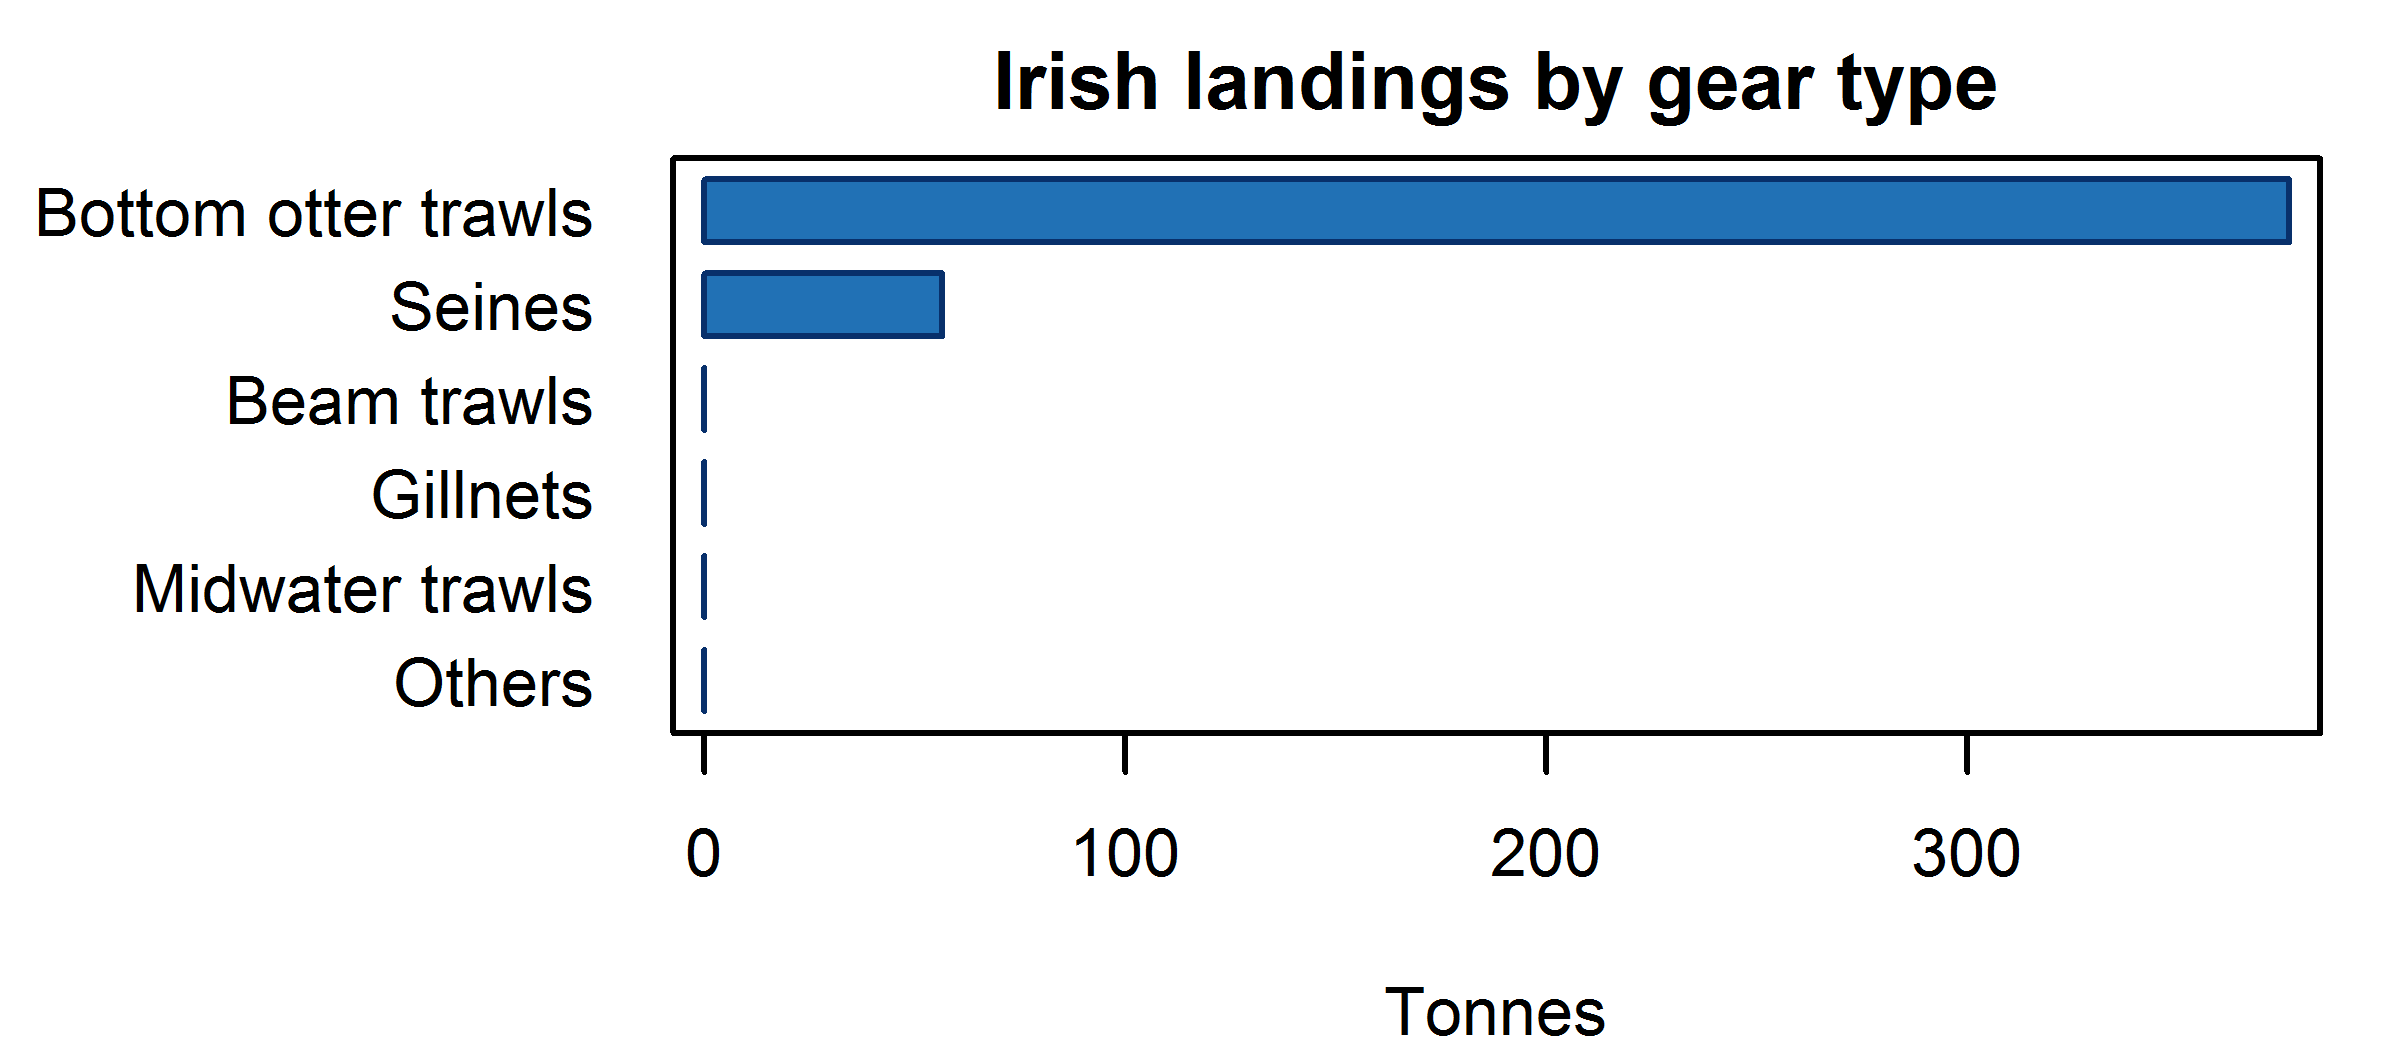 Irish landings by gear type
Bottom otter trawls
Seines
Beam trawls
Gillnets
Midwater trawls
Others
0 100 200 300
Tonnes